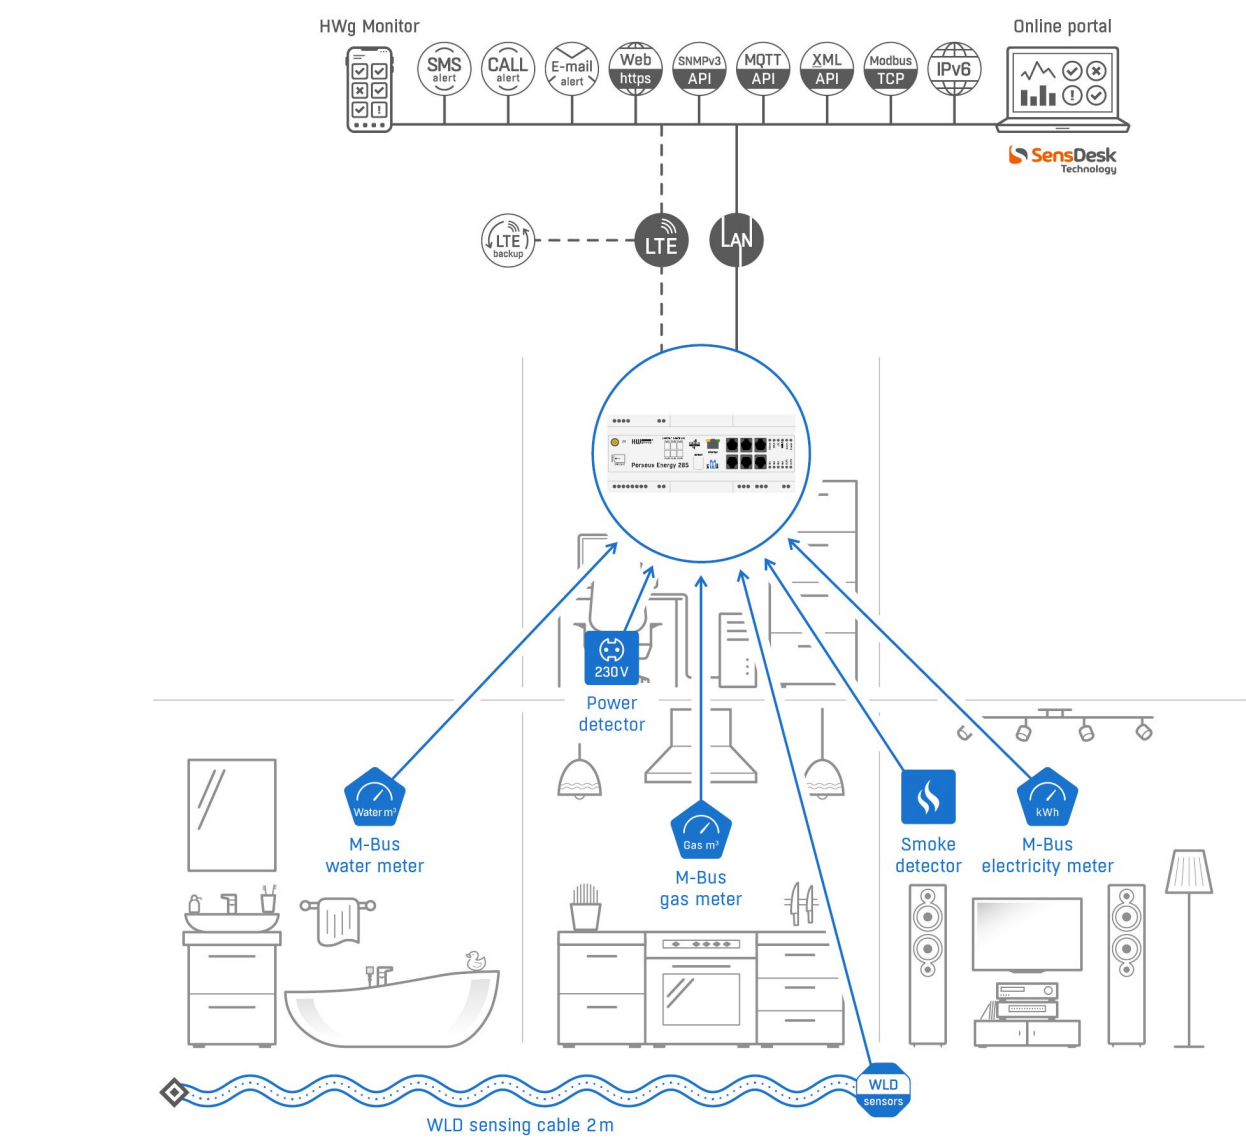 HWg Monitor
Online portal
SMS
alert
CALL
alert
E-mail
alert
Web
https
SNMPv3
API
MQTT
API
XML
API
Modbus
TCP
IPv6
SensDesk
Technology
LTE
backup
LTE
LAN
Perseus Energy 285
230 V
Power
detector
Water m³
M-Bus
water meter
Gas m³
M-Bus
gas meter
Smoke
detector
kWh
M-Bus
electricity meter
WLD
sensors
WLD sensing cable 2 m